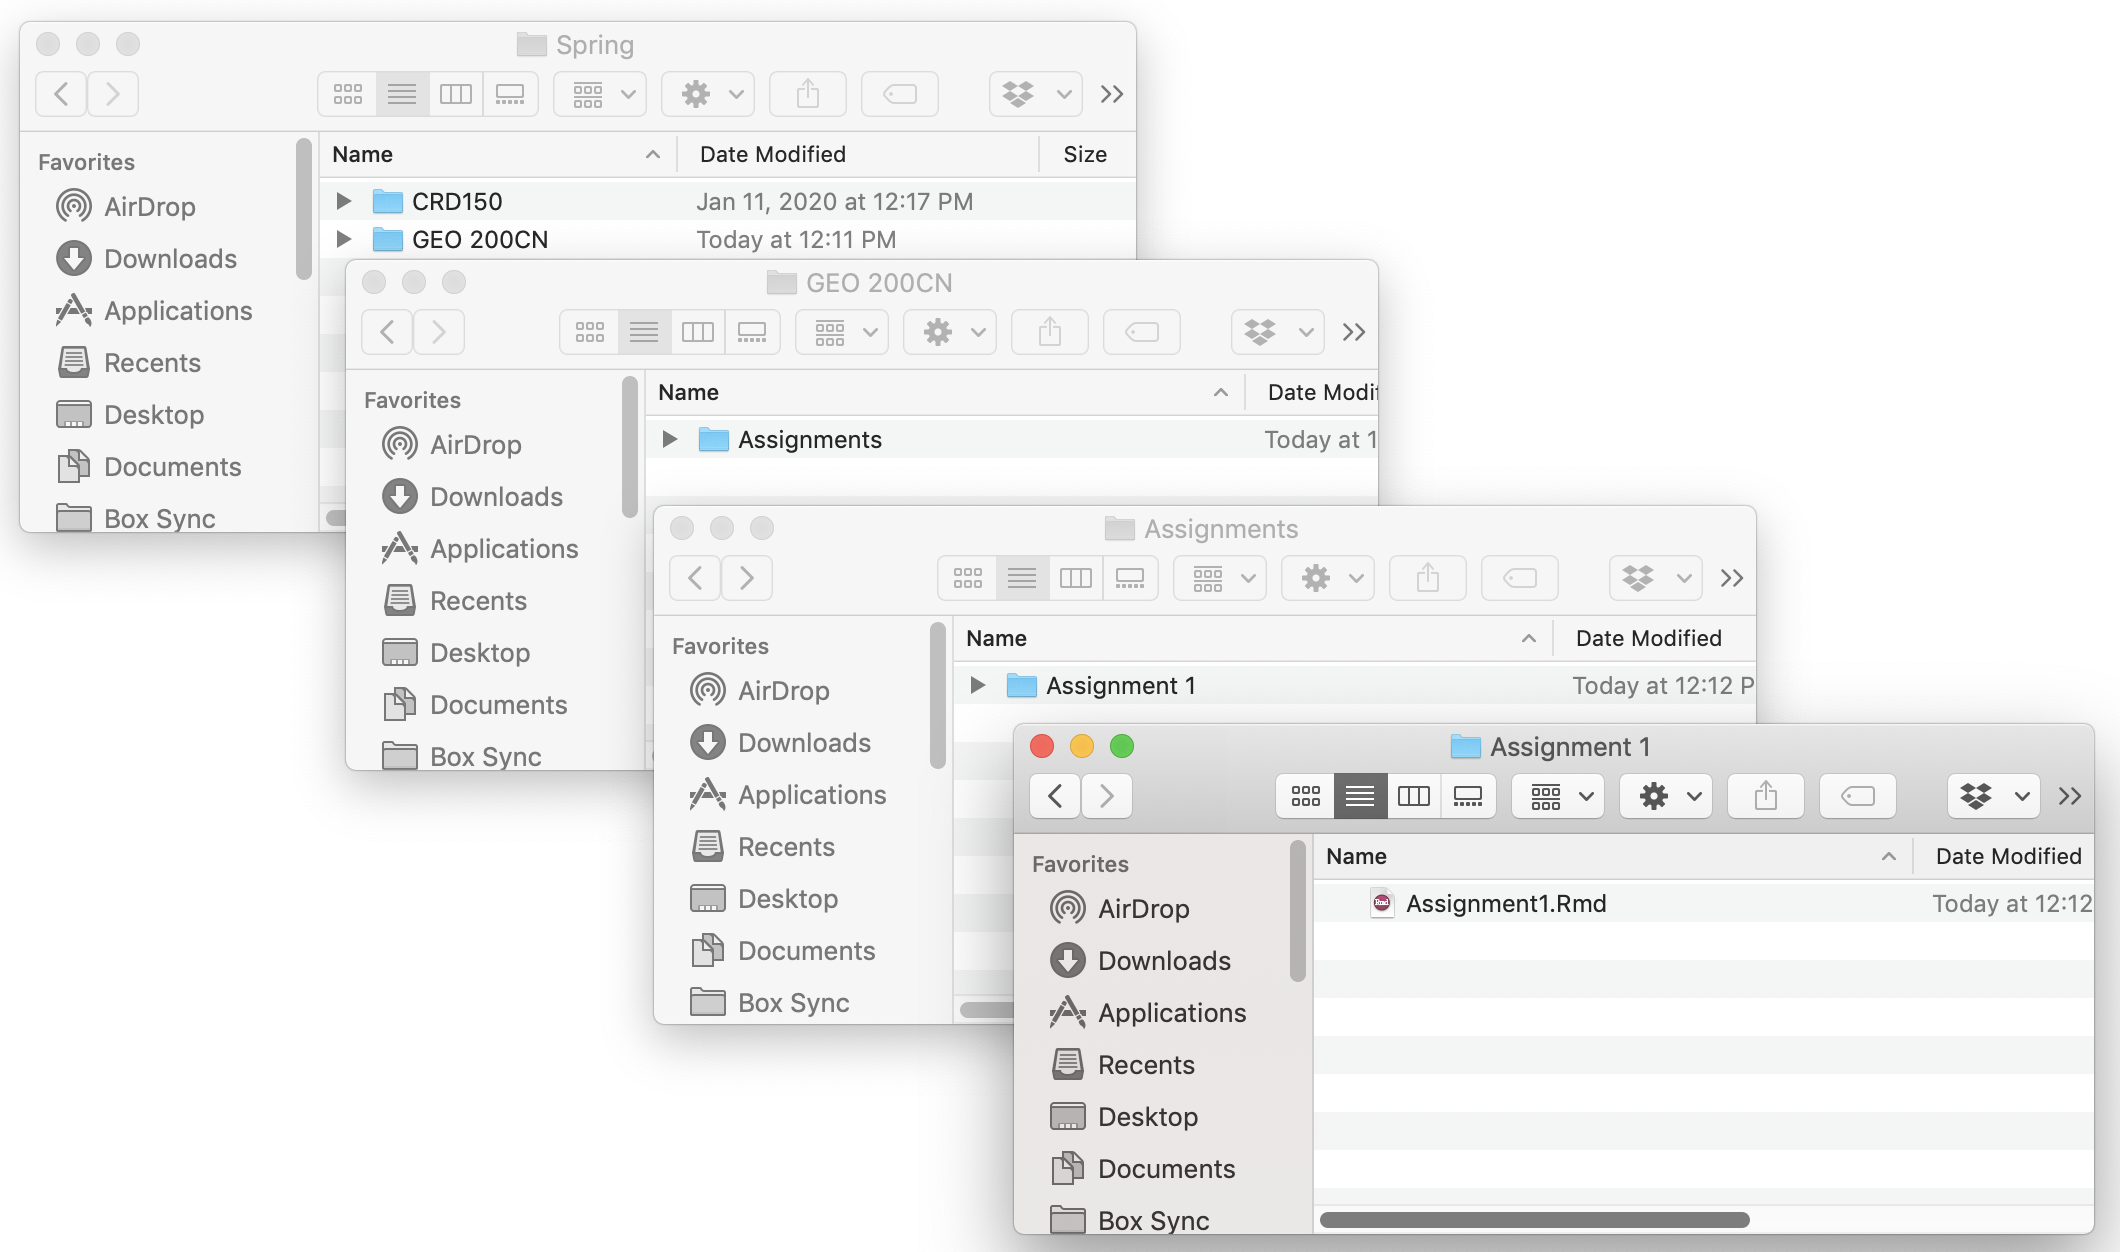 Spring
Favorites
AirDrop
Downloads
Applications
Recents
Desktop
Documents
Box Sync
Name Date Modified Size
CRD150 Jan 11, 2020 at 12:17 PM
GEO 200CN Today at 12:11 PM
GEO 200CN
Favorites
AirDrop
Downloads
Applications
Recents
Desktop
Documents
Box Sync
Name Date Modif
Assignments Today at 1
Assignments
Favorites
AirDrop
Downloads
Applications
Recents
Desktop
Documents
Box Sync
Name Date Modified
Assignment 1 Today at 12:12 P
Assignment 1
Favorites
AirDrop
Downloads
Applications
Recents
Desktop
Documents
Box Sync
Name Date Modified
Rmd Assignment1.Rmd Today at 12:12